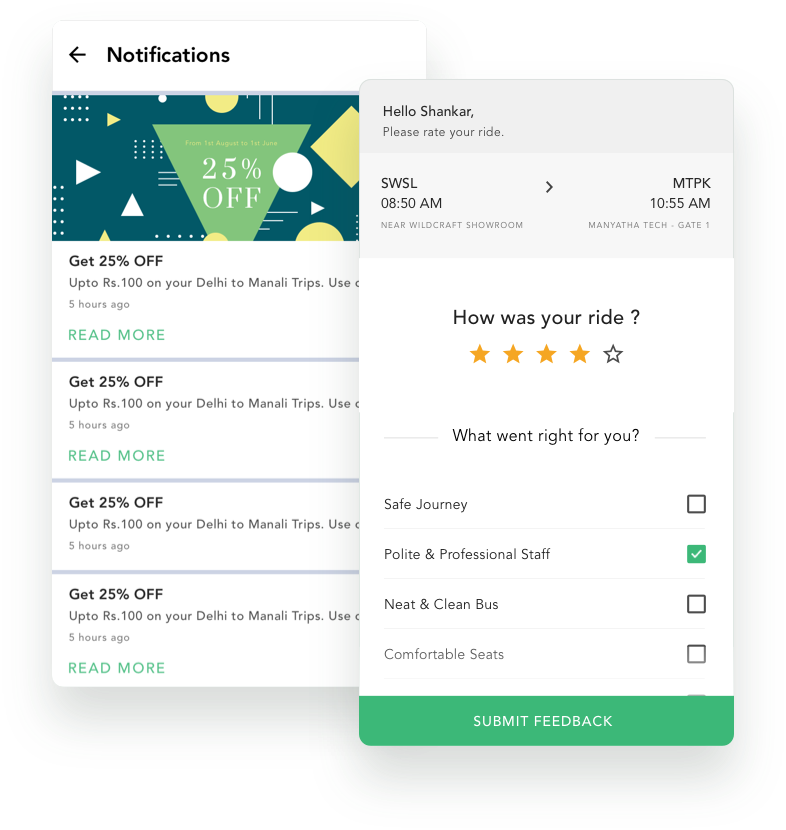 Notifications
From 1st August to 1st June
25%
OFF
Get 25% OFF
Upto Rs.100 on your Delhi to Manali Trips. Use
5 hours ago
READ MORE
Get 25% OFF
Upto Rs.100 on your Delhi to Manali Trips. Use
5 hours ago
READ MORE
Get 25% OFF
Upto Rs.100 on your Delhi to Manali Trips. Use
5 hours ago
Get 25% OFF
Upto Rs.100 on your Delhi to Manali Trips. Use
5 hours ago
READ MORE
Hello Shankar,
Please rate your ride.
SWSL MTPK
08:50 AM 10:55 AM
NEAR WILDCRAFT SHOWROOM MANYATHA TECH - GATE 1
How was your ride ?
What went right for you?
Safe Journey
Polite & Professional Staff
Neat & Clean Bus
Comfortable Seats
SUBMIT FEEDBACK